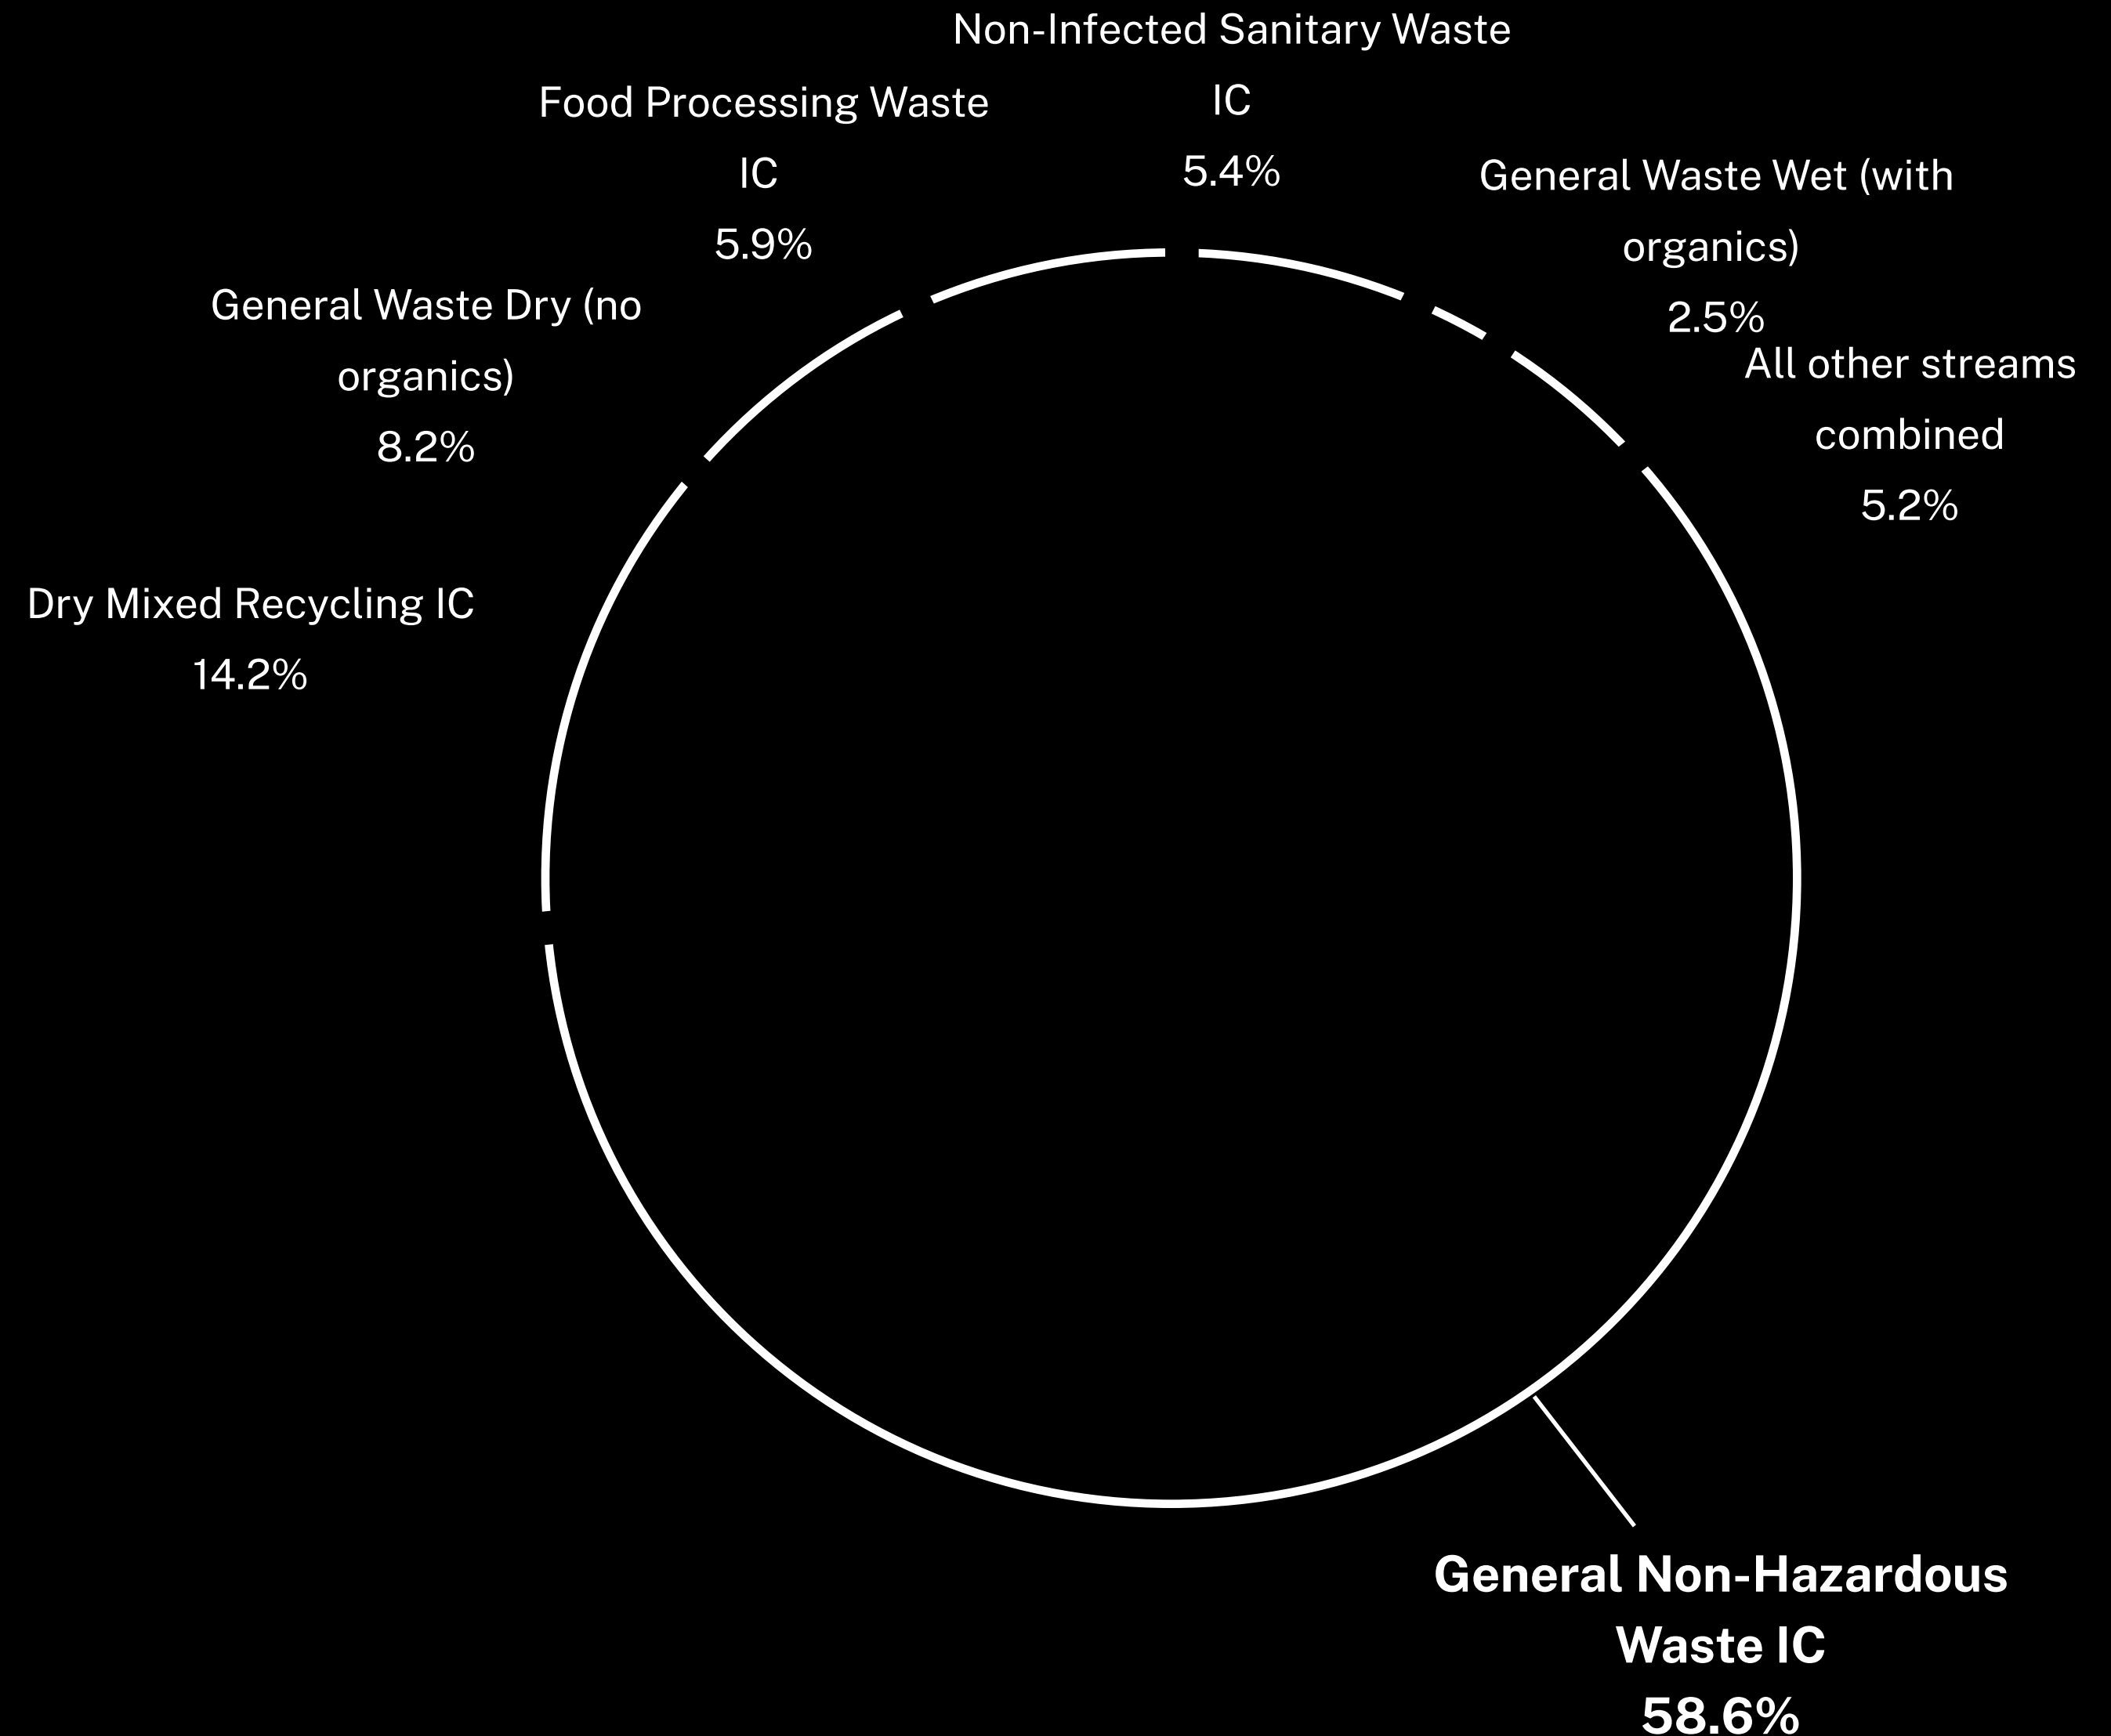 Non-Infected Sanitary Waste
IC
5.4%
Food Processing Waste
IC
5.9%
General Waste Wet (with
organics)
2.5%
General Waste Dry (no
organics)
8.2%
All other streams
combined
5.2%
Dry Mixed Recycling IC
14.2%
General Non-Hazardous
Waste IC
58.6%